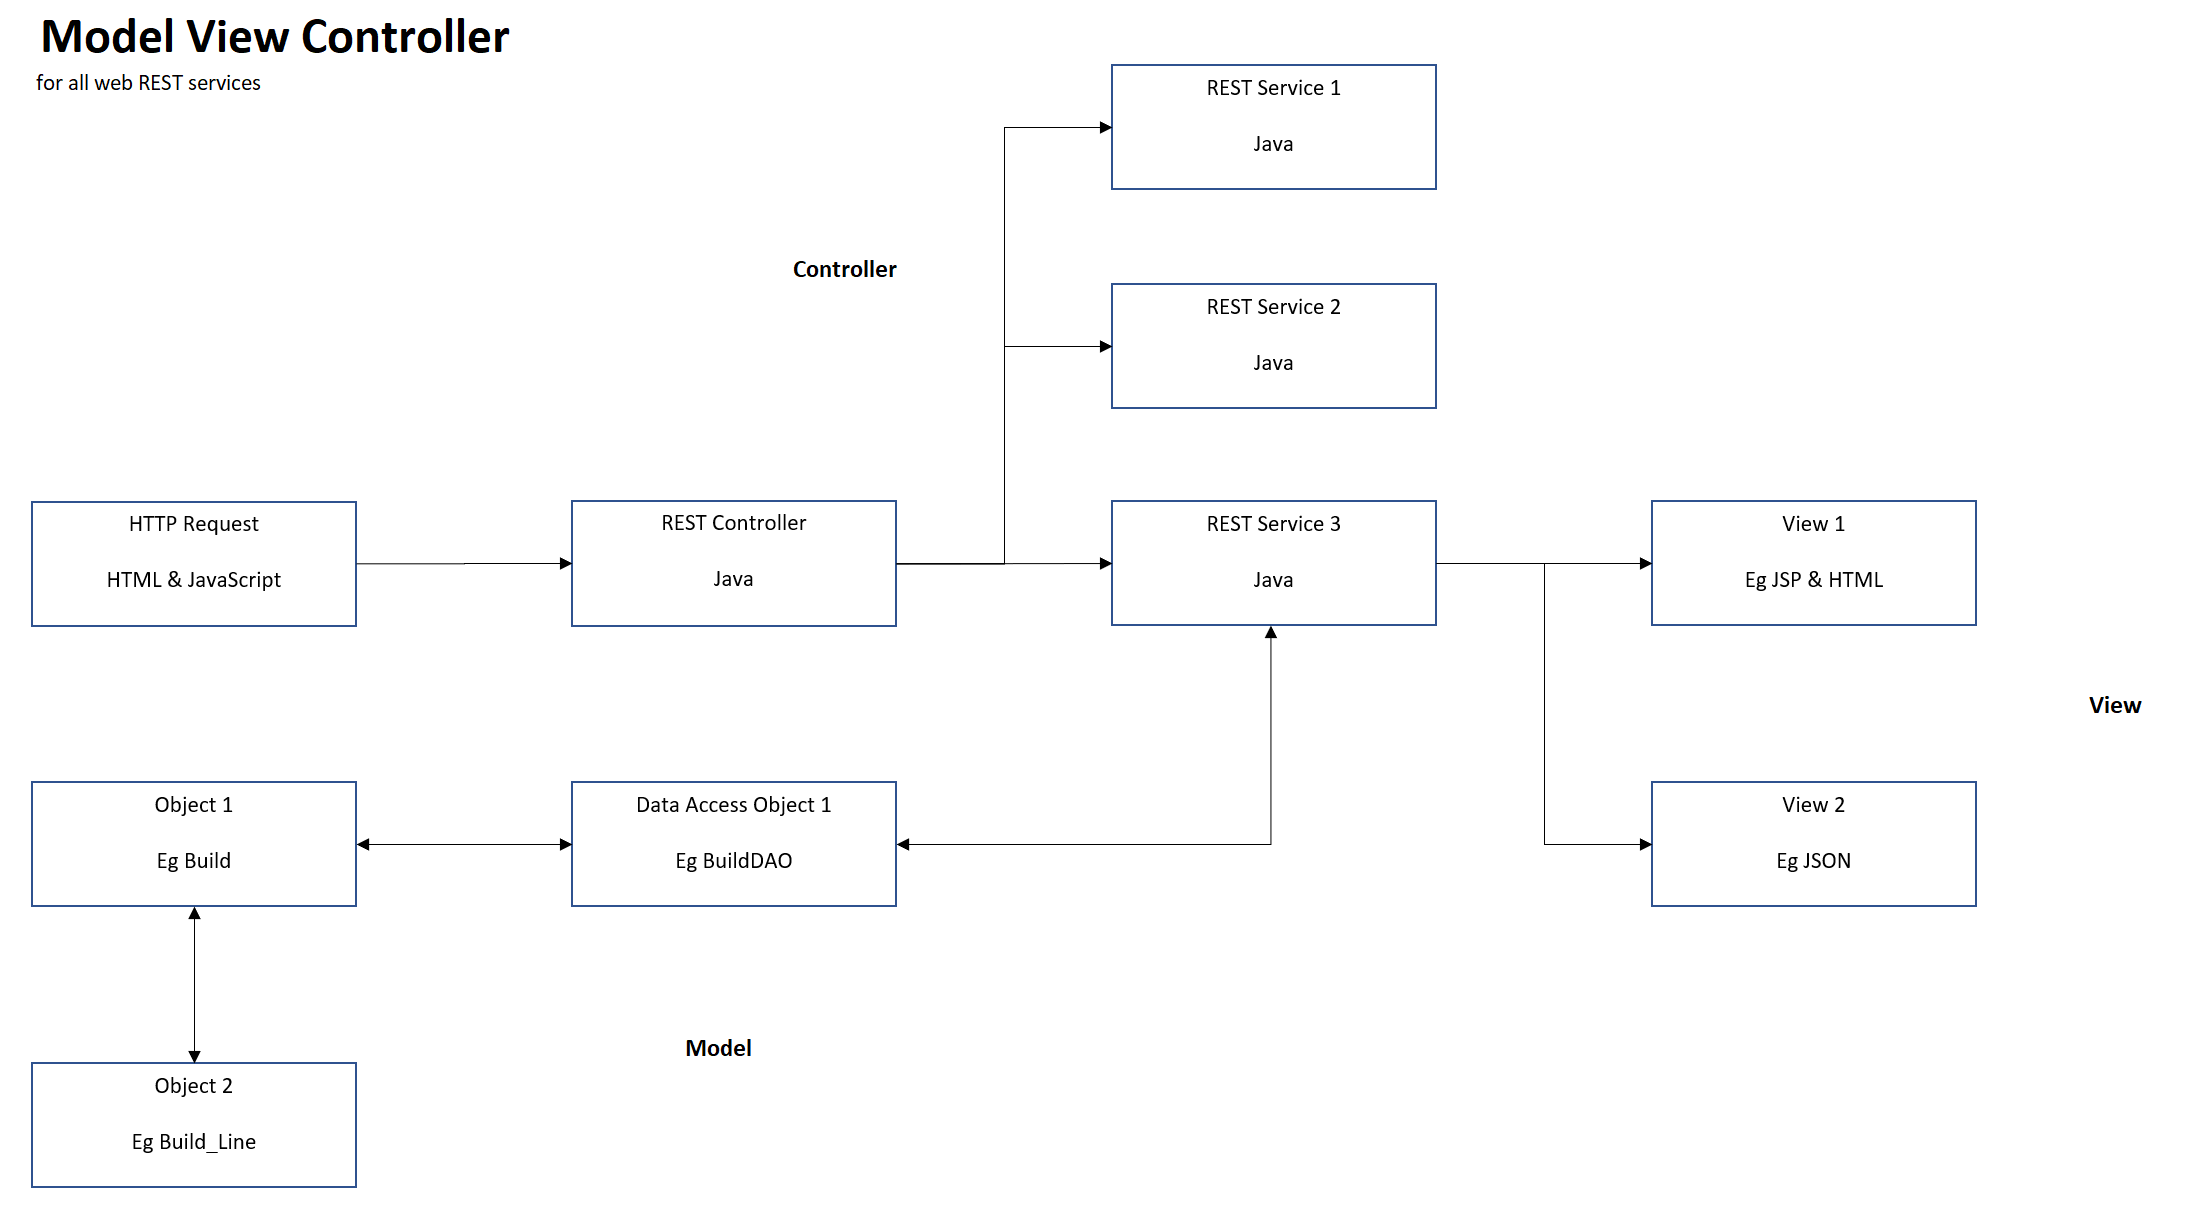 Model View Controller
for all web REST services
REST Service 1
Java
Controller
REST Service 2
Java
HTTP Request
HTML & JavaScript
REST Controller
Java
REST Service 3
Java
View 1
Eg JSP & HTML
View
Object 1
Eg Build
Data Access Object 1
Eg BuildDAO
View 2
Eg JSON
Model
Object 2
Eg Build_Line